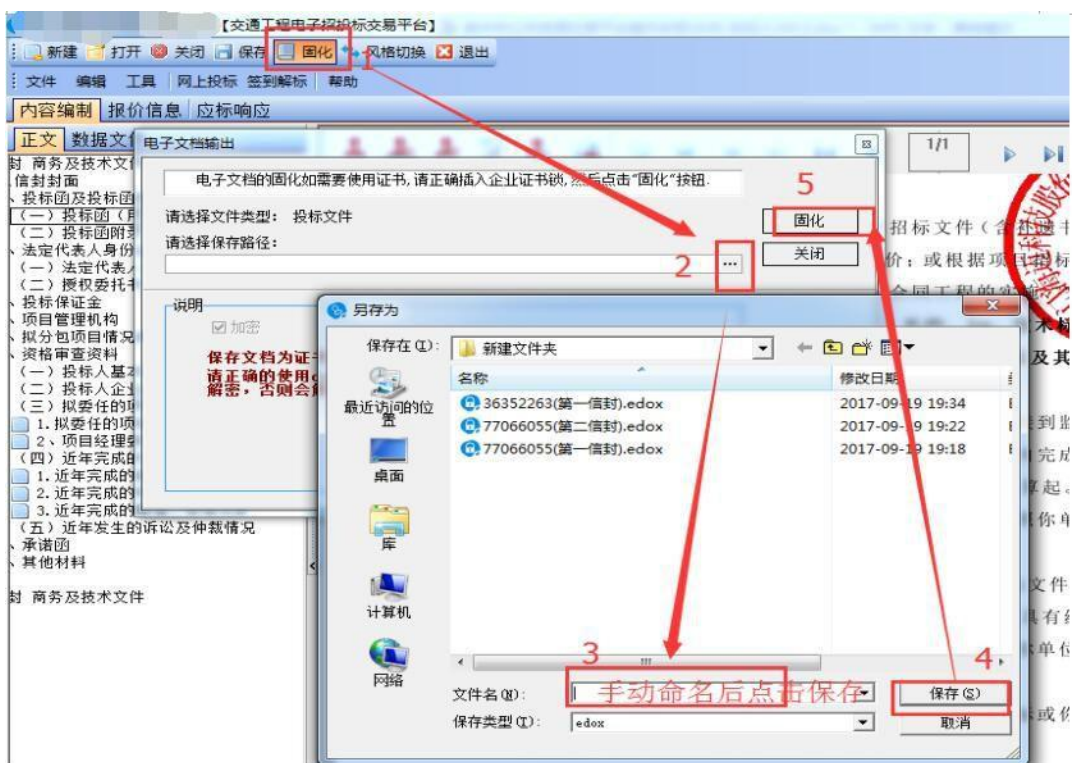 【交通工程电子招投标交易平台】
新建 打开 关闭 保存 固化 风格切换 退出
1
文件 编辑 工具 网上投标 签到解标 帮助
内容编制 报价信息 应标响应
正文 数据文
封 商务及技术文
信封封面
、投标函及投标函
（一）投标函（
（二）投标函附
、法定代表人身份
（一）法定代表
（二）授权委托
、投标保证金
、项目管理机构
、拟分包项目情况
、资格审查资料
（一）投标人基
（二）投标人企业
（三）拟委任的项
1.拟委任的项
2、项目经理
（四）近年完成的
1.近年完成的
2.近年完成的
3.近年完成的
（五）近年发生的诉讼及仲裁情况
、承诺函
、其他材料
封 商务及技术文件
电子文档输出
电子文档的固化如需要使用证书,请正确插入企业证书锁,然后点击"固化"按钮.
请选择文件类型： 投标文件
请选择保存路径：
...
2
5
固化
关闭
说明
加密
保存文档为证
请正确的使用
解密，否则会
1/1
招标文件（含
价；或根据项
另存为
保存在(I)： 新建文件夹
名称 修改日期
36352263(第一信封).edox 2017-09-19 19:34
77066055(第二信封).edox 2017-09-19 19:22
77066055(第一信封).edox 2017-09-19 19:18
最近访问的位置
桌面
库
计算机
网络
3
4
文件名(N)： 手动命名后点击保存 保存(S)
保存类型(T)： edox 取消